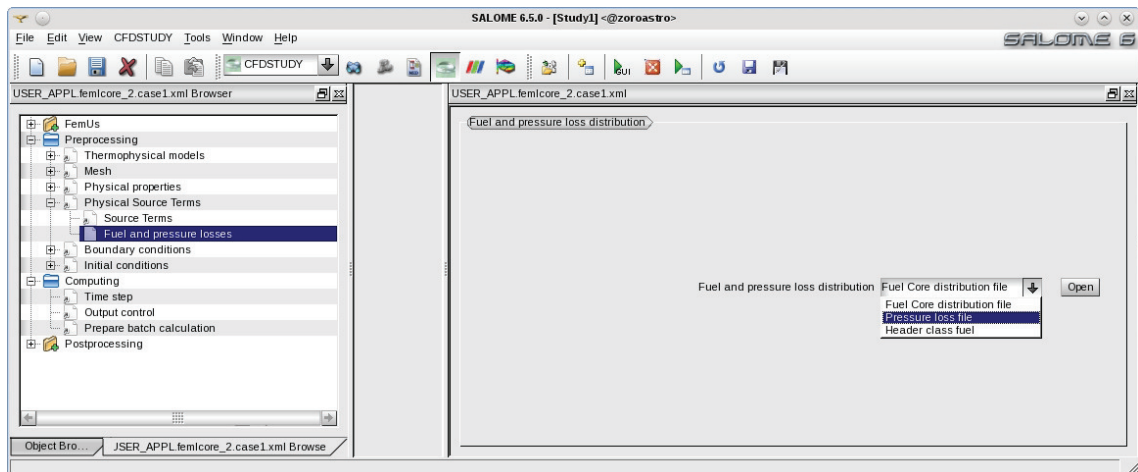 SALOME 6.5.0 - [Study1] <@zoroastro>
File Edit View CFDSTUDY Tools Window Help
SALOME 6
CFDSTUDY
GUI
USER_APPL.femlcore_2.case1.xml Browser
USER_APPL.femlcore_2.case1.xml
FemUs
Preprocessing
Thermophysical models
Mesh
Physical properties
Physical Source Terms
Source Terms
Fuel and pressure losses
Boundary conditions
Initial conditions
Computing
Time step
Output control
Prepare batch calculation
Postprocessing
Object Bro...
JSER_APPL.femlcore_2.case1.xml Browse
Fuel and pressure loss distribution
Fuel and pressure loss distribution Fuel Core distribution file Open
Fuel Core distribution file
Pressure loss file
Header class fuel